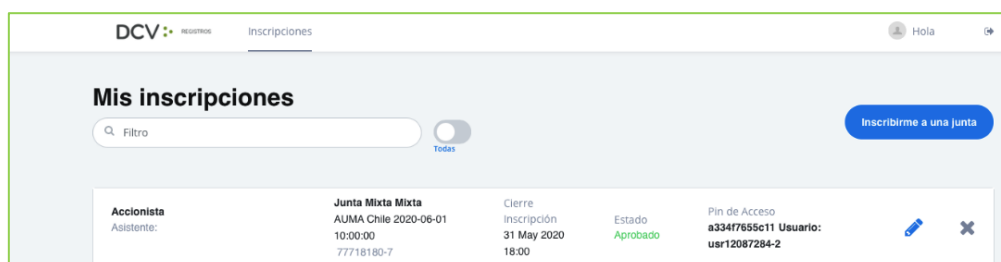 DCV REGISTROS Inscripciones Hola
Mis inscripciones
Filtro
Todas
Inscribirme a una junta
Accionista
Asistente:
Junta Mixta Mixta
AUMA Chile 2020-06-01
10:00:00
77718180-7
Cierre
Inscripción
31 May 2020
18:00
Estado
Aprobado
Pin de Acceso
a334f7655c11 Usuario:
usr12087284-2